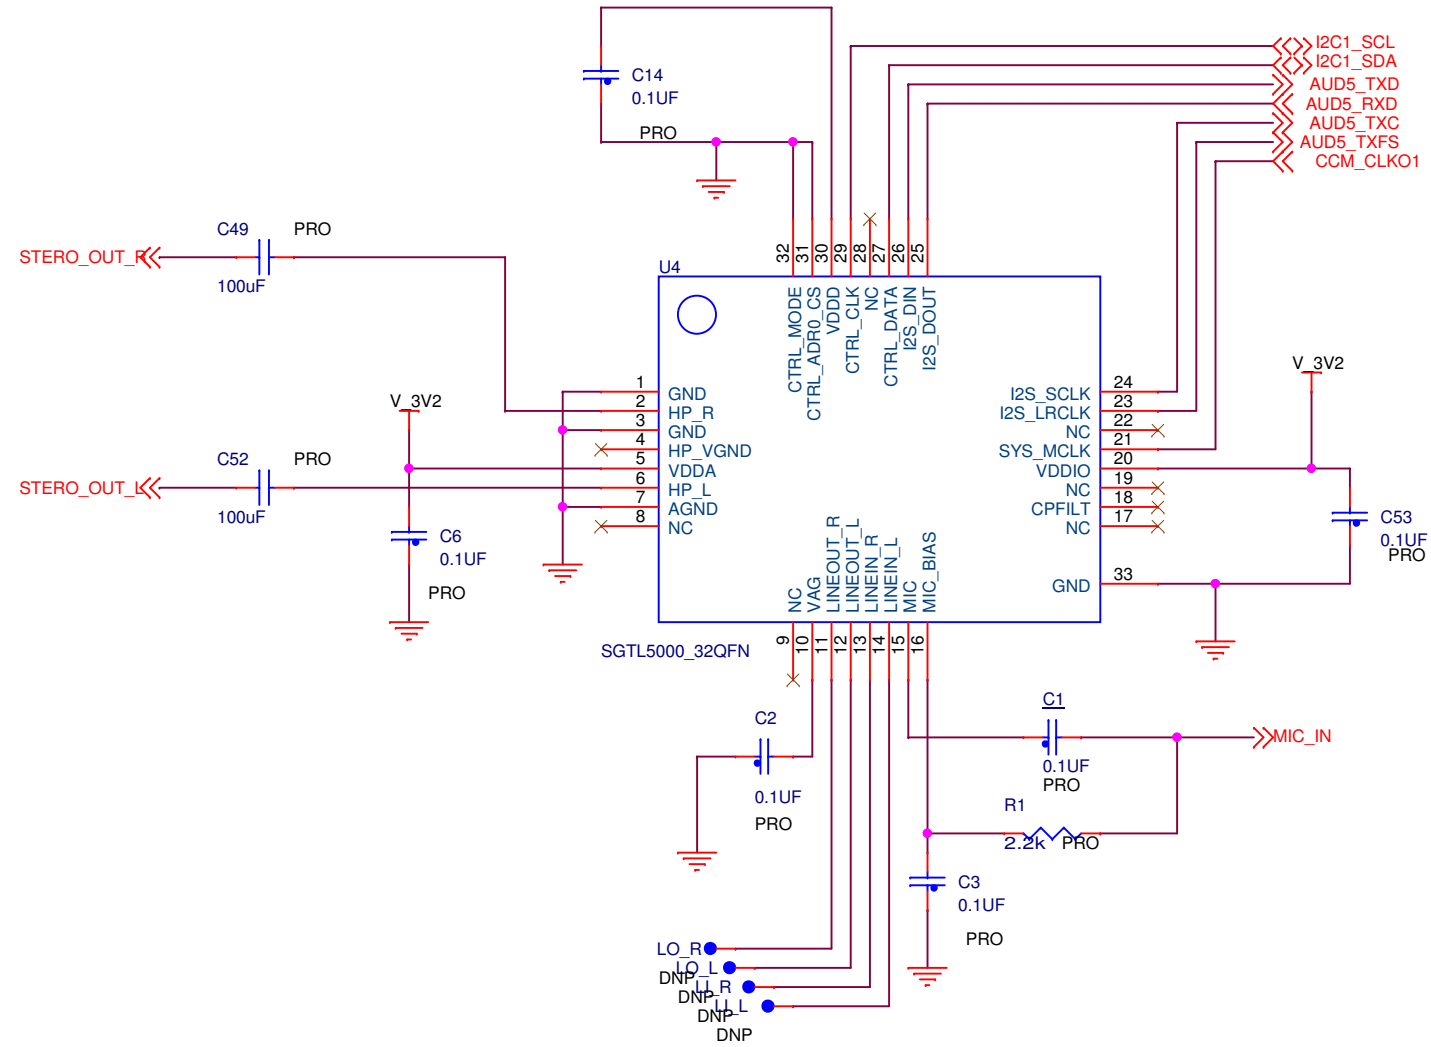 I2C1_SCL
I2C1_SDA
C14
0.1UF
PRO
AUD5_TXD
AUD5_RXD
AUD5_TXC
AUD5_TXFS
CCM_CLKO1
C49
PRO
STERO_OUT_R
100uF
U4
32
31
30
29
28
27
26
25
CTRL_MODE
CTRL_ADR0_CS
VDDD
CTRL_CLK
NC
CTRL_DATA
I2S_DIN
I2S_DOUT
V_3V2
V_3V2
1 GND
2 HP_R
3 GND
4 HP_VGND
5 VDDA
6 HP_L
7 AGND
8 NC
I2S_SCLK 24
I2S_LRCLK 23
NC 22
SYS_MCLK 21
VDDIO 20
NC 19
CPFILT 18
NC 17
GND 33
C52
PRO
STERO_OUT_L
100uF
C6
0.1UF
PRO
C53
0.1UF
PRO
NC
VAG
LINEOUT_R
LINEOUT_L
LINEIN_R
LINEIN_L
MIC
MIC_BIAS
9
10
11
12
13
14
15
16
SGTL5000_32QFN
C2
0.1UF
PRO
C1
0.1UF
PRO
MIC_IN
R1
2.2k PRO
C3
0.1UF
PRO
LO_R
LO_L
DNP
LI_R
DNP
LI_L
DNP
DNP